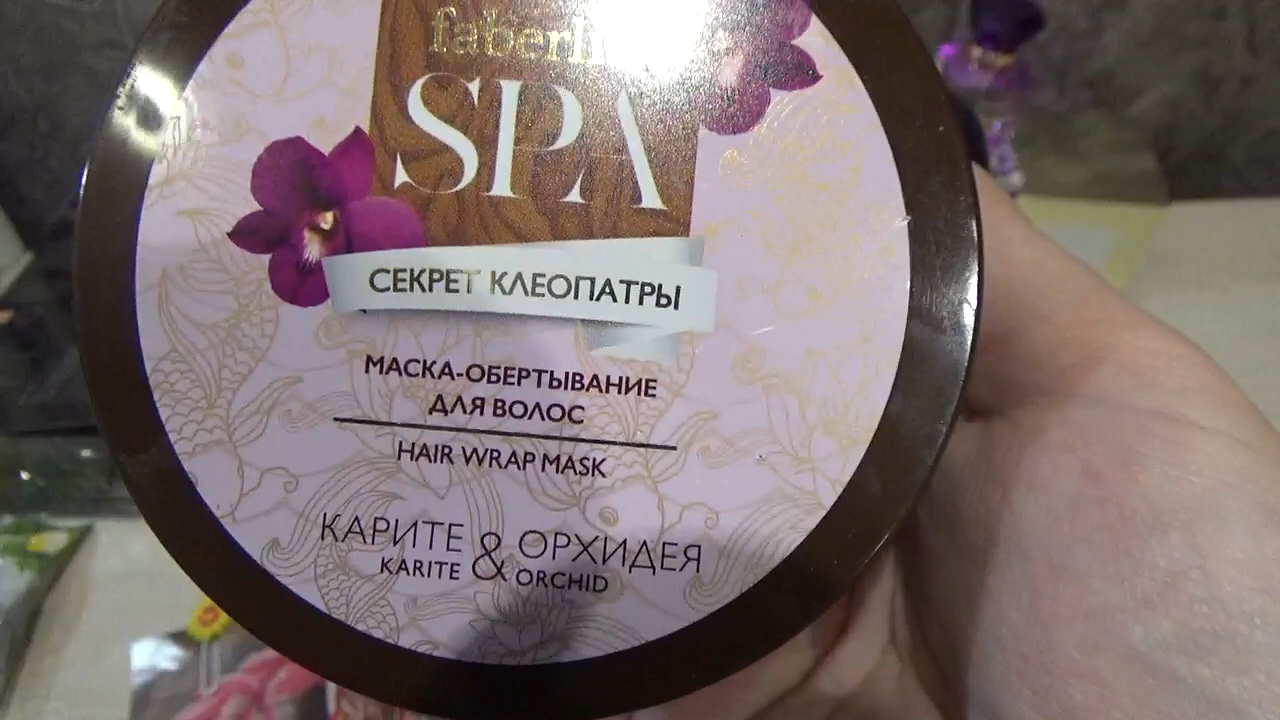 SPA
СЕКРЕТ КЛЕОПАТРЫ
МАСКА-ОБЕРТЫВАНИЕ
ДЛЯ ВОЛОС
HAIR WRAP MASK
КАРИТЕ & ОРХИДЕЯ
KARITE ORCHID